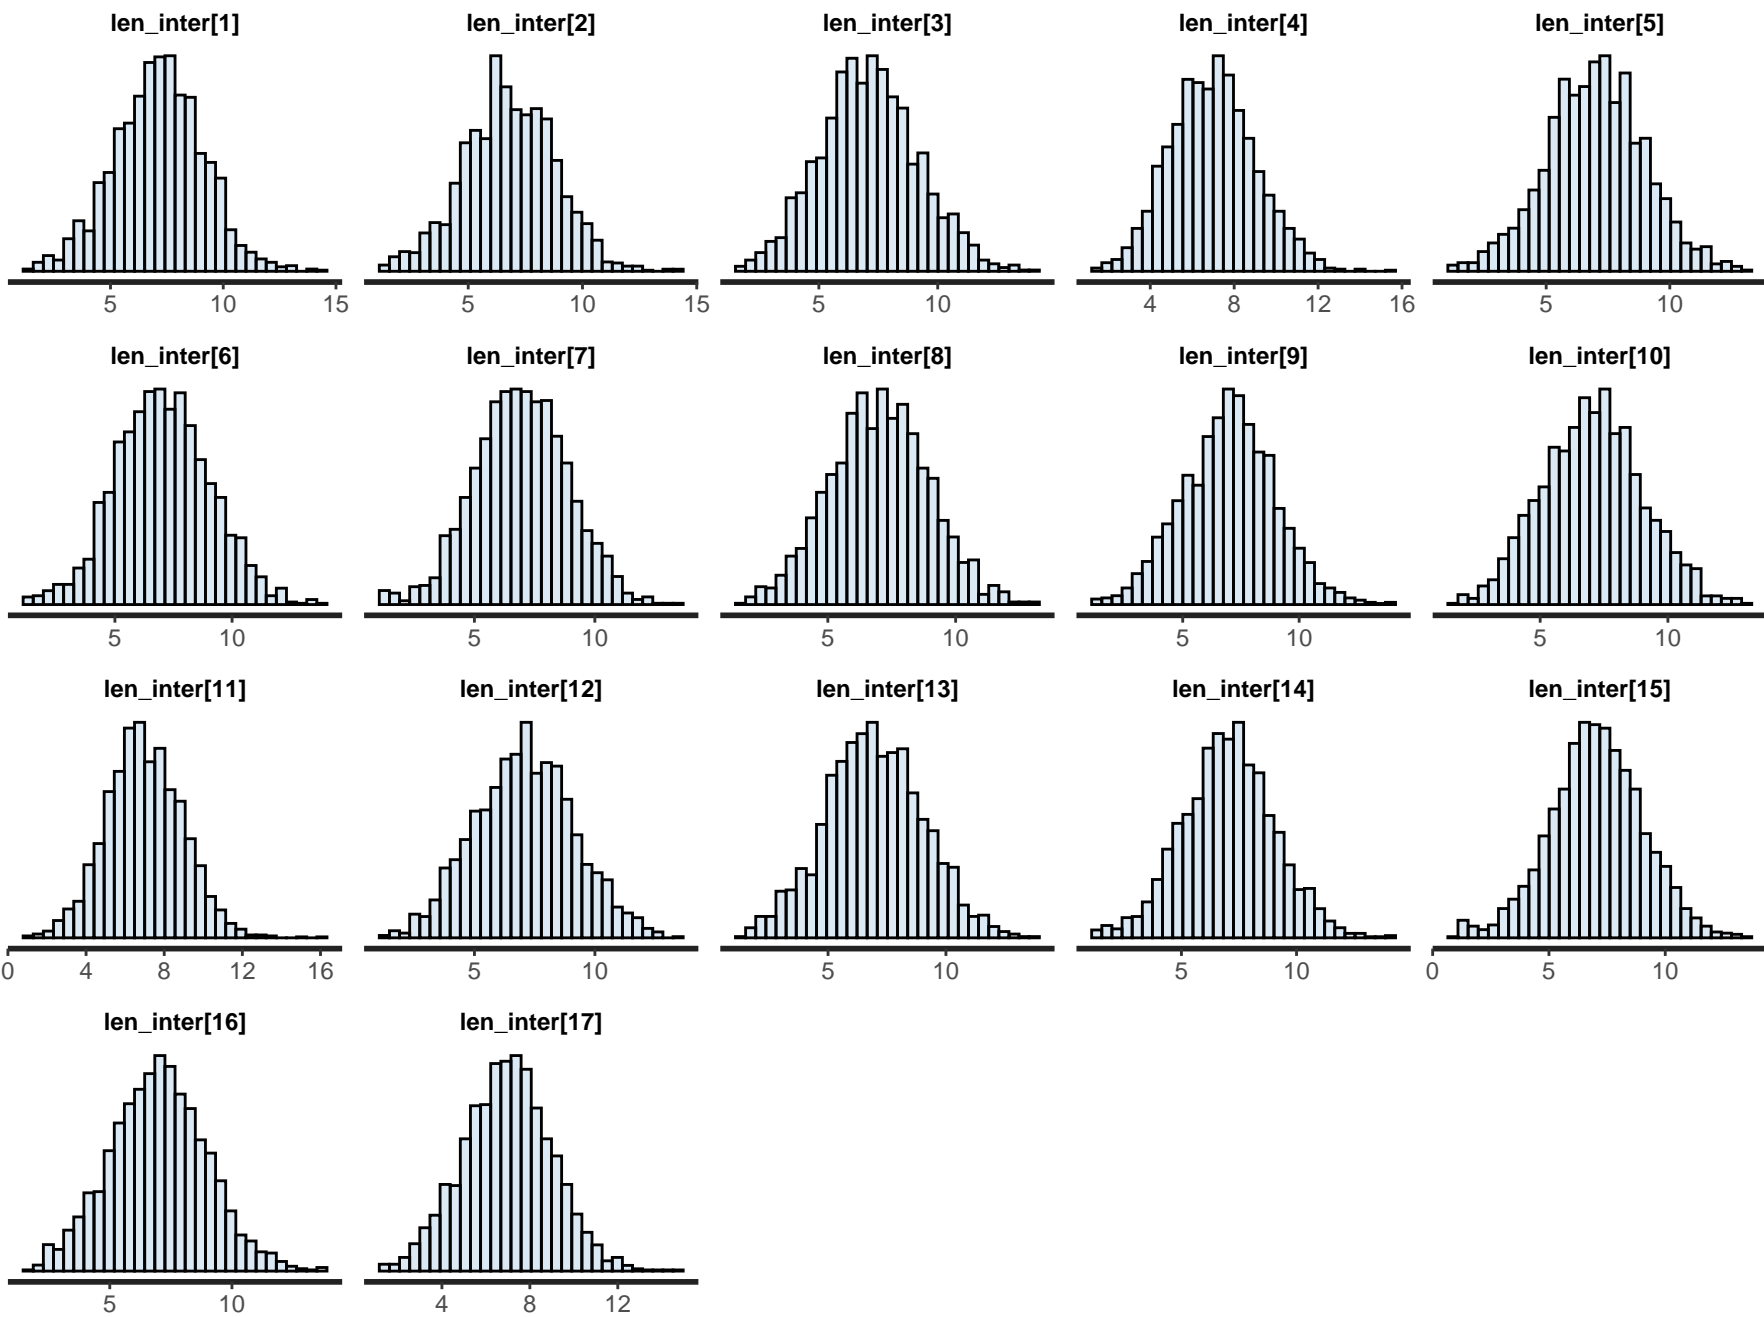 len_inter[1] len_inter[2] len_inter[3] len_inter[4] len_inter[5]
5 10 15 5 10 15 5 10 4 8 12 16 5 10
len_inter[6] len_inter[7] len_inter[8] len_inter[9] len_inter[10]
5 10 5 10 5 10 5 10 5 10
len_inter[11] len_inter[12] len_inter[13] len_inter[14] len_inter[15]
0 4 8 12 16 5 10 5 10 5 10 0 5 10
len_inter[16] len_inter[17]
5 10 4 8 12